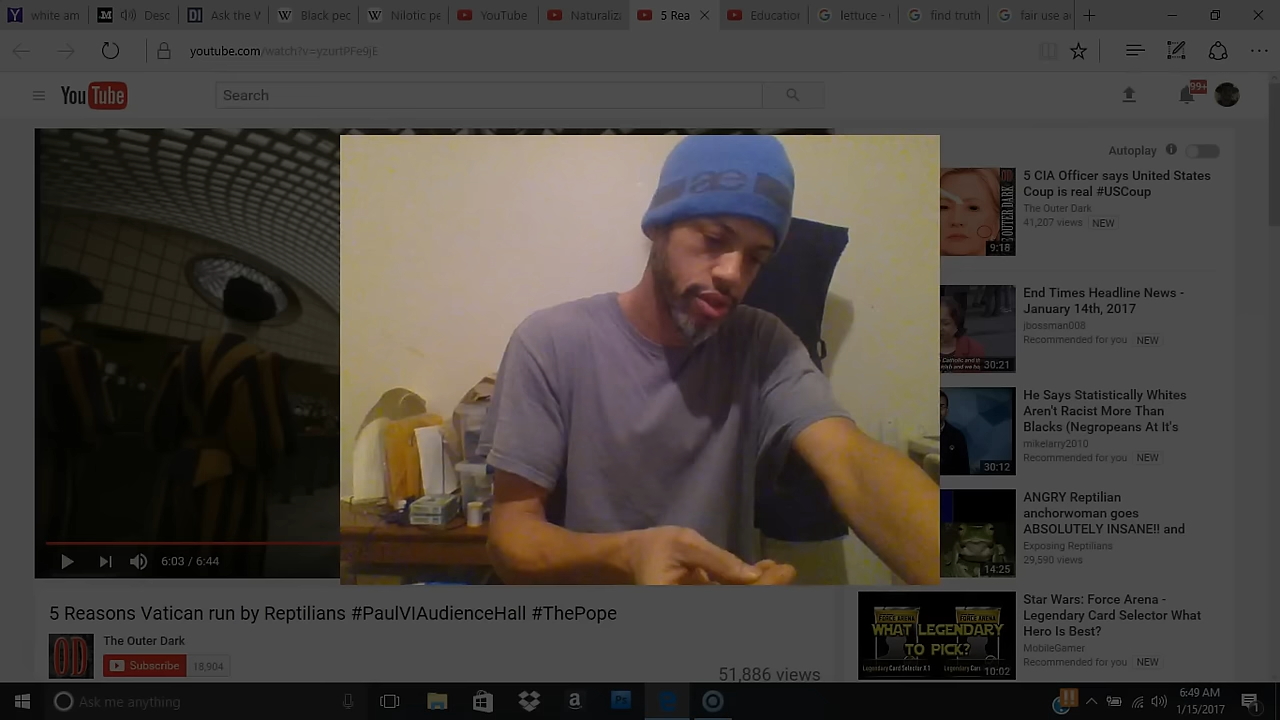 white am
Desc
Ask the V
Black pec
Nilotic pe
YouTube
Naturaliz
5 Rea
Education
lettuce -
find truth
fair use a
youtube.com/watch?v=yzurtPFe9jE
YouTube
Search
99+
Autoplay
5 CIA Officer says United States
Coup is real #USCoup
The Outer Dark
41,207 views NEW
9:18
End Times Headline News -
January 14th, 2017
jbossman008
Recommended for you NEW
30:21
He Says Statistically Whites
Aren't Racist More Than
Blacks (Negropeans At It's
mikelarry2010
Recommended for you NEW
30:12
ANGRY Reptilian
anchorwoman goes
ABSOLUTELY INSANE!! and
Exposing Reptilians
29,590 views
14:25
Star Wars: Force Arena -
Legendary Card Selector What
Hero Is Best?
MobileGamer
Recommended for you NEW
WHAT LEGENDARY
TO PICK?
10:02
ae
6:03 / 6:44
5 Reasons Vatican run by Reptilians #PaulVIAudienceHall #ThePope
OD
The Outer Dark
Subscribe 18,904
51,886 views
Ask me anything
6:49 AM
1/15/2017